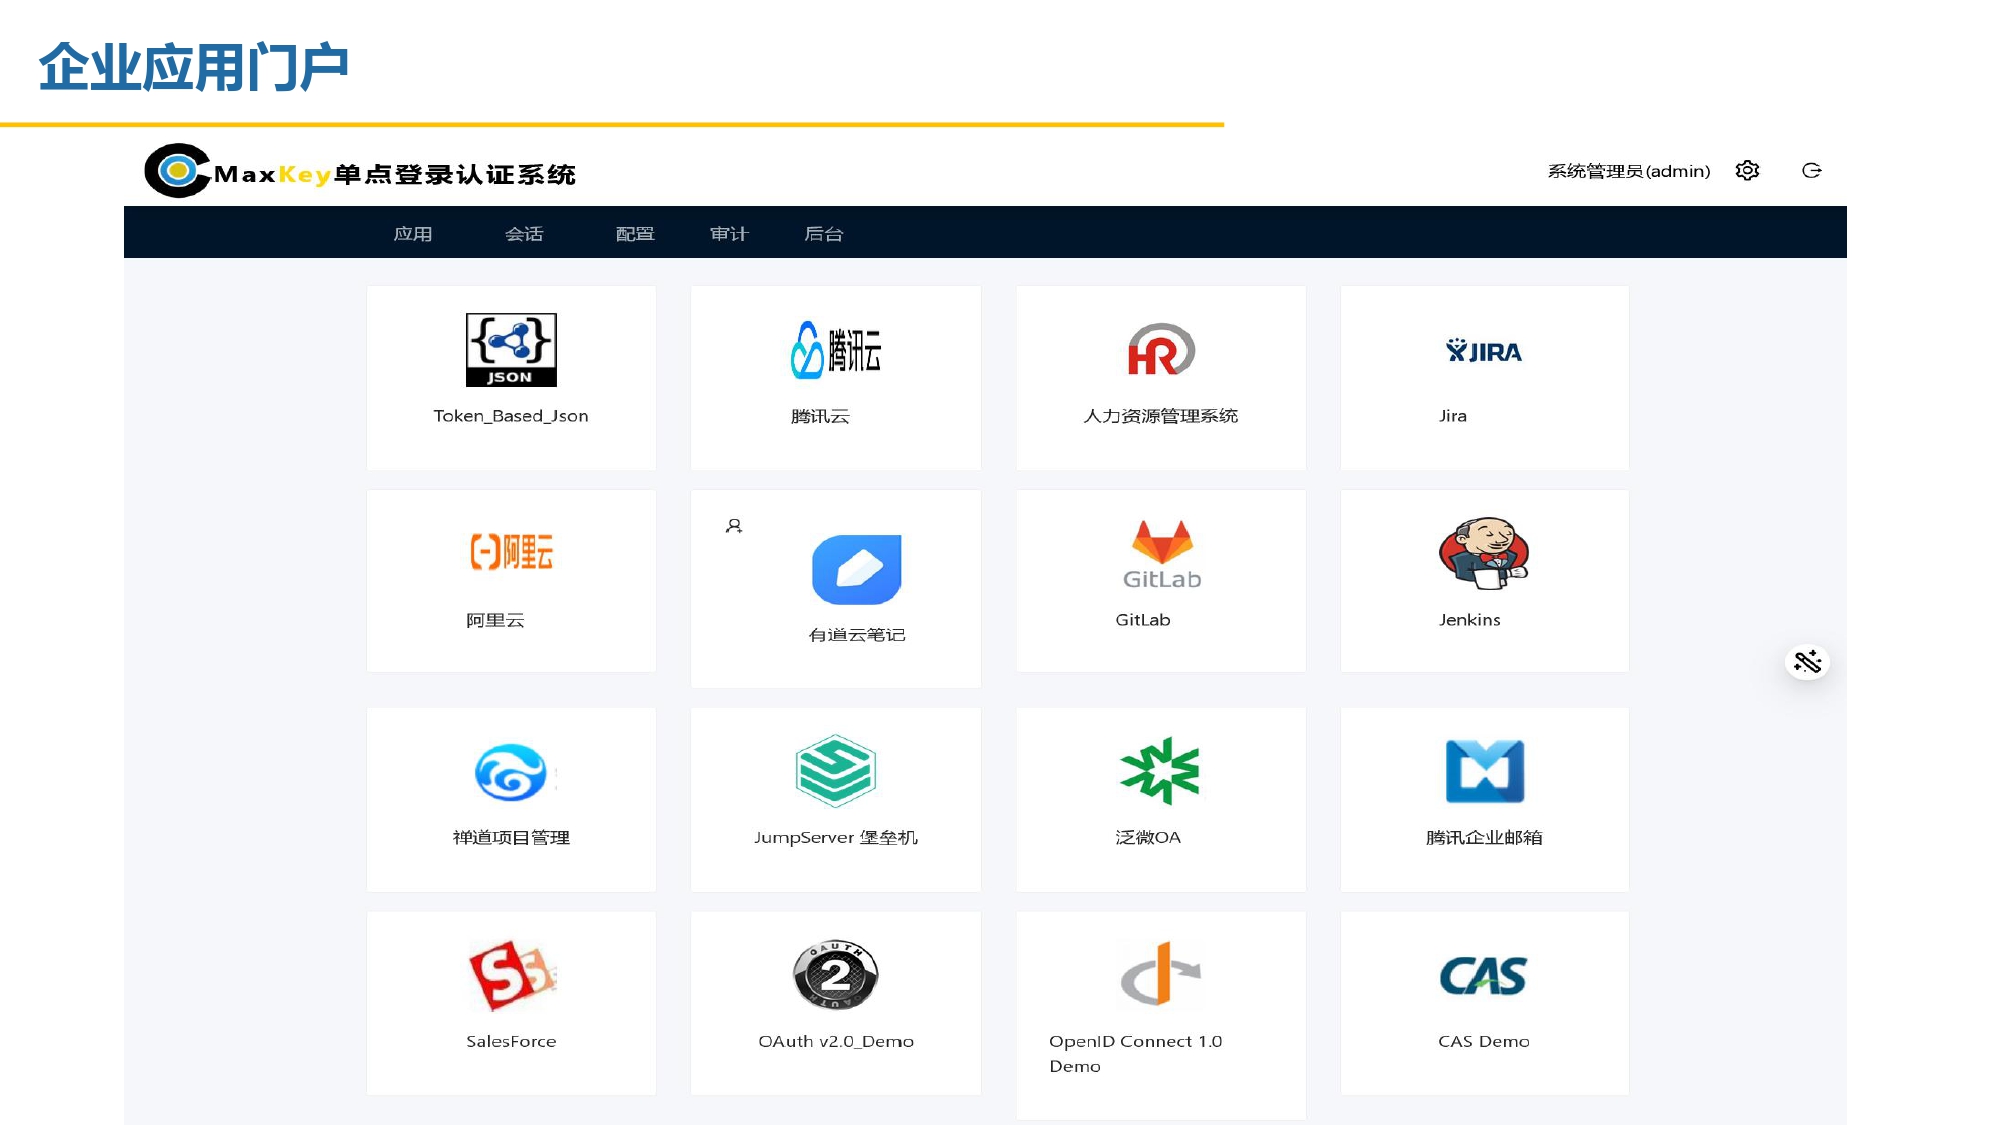 企业应用门户
MaxKey单点登录认证系统
系统管理员(admin)
应用 会话 配置 审计 后台
JSON
腾讯云
HR
JIRA
Token_Based_Json
腾讯云
人力资源管理系统
Jira
阿里云
GitLab
阿里云
有道云笔记
GitLab
Jenkins
禅道项目管理
JumpServer 堡垒机
泛微OA
腾讯企业邮箱
S S
OAUTH
2
OAUTH
CAS
SalesForce
OAuth v2.0_Demo
OpenID Connect 1.0
Demo
CAS Demo